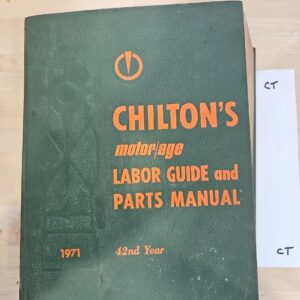 CHILTON'S
motor/age
LABOR GUIDE and
PARTS MANUAL
1971
42nd Year
CT
CT